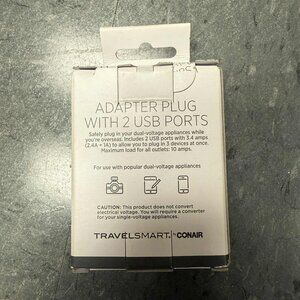 ADAPTER PLUG
WITH 2 USB PORTS
Safely plug in your dual-voltage appliances while
you're overseas. Includes 2 USB ports with 3.4 amps
(2.4A + 1A) to allow you to plug in 3 devices at once.
Maximum load for all outlets: 10 amps.
For use with popular dual-voltage appliances
CAUTION: This product does not convert
electrical voltage. You will require a converter
for your single-voltage appliances.
TRAVELSMART. BY CONAIR